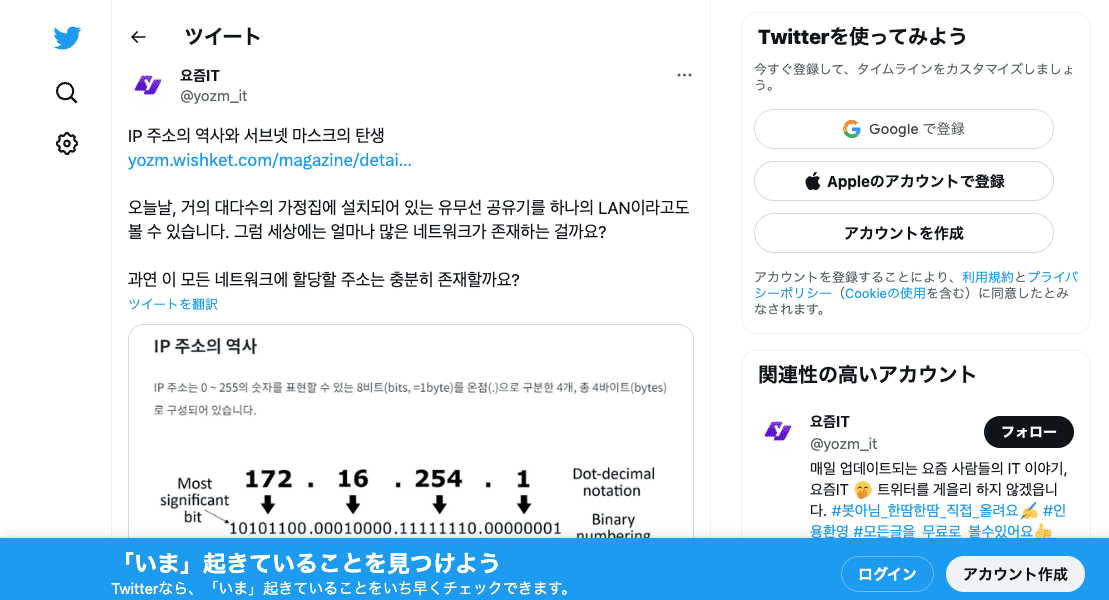 ツイート
요즘IT
@yozm_it
IP 주소의 역사와 서브넷 마스크의 탄생
yozm.wishket.com/magazine/detai...
오늘날, 거의 대다수의 가정집에 설치되어 있는 유무선 공유기를 하나의 LAN이라고도
볼 수 있습니다. 그럼 세상에는 얼마나 많은 네트워크가 존재하는 걸까요?
과연 이 모든 네트워크에 할당할 주소는 충분히 존재할까요?
ツイートを翻訳
IP 주소의 역사
IP 주소는 0 ~ 255의 숫자를 표현할 수 있는 8비트(bits, =1byte)를 온점(.)으로 구분한 4개, 총 4바이트(bytes)
로 구성되어 있습니다.
172 . 16 . 254 . 1
Dot-decimal
notation
Most
significant
bit
10101100.00010000.11111110.00000001
Binary
numbering
Twitterを使ってみよう
今すぐ登録して、タイムラインをカスタマイズしましょ
う。
Google で登録
Appleのアカウントで登録
アカウントを作成
アカウントを登録することにより、利用規約とプライバ
シーポリシー（Cookieの使用を含む）に同意したとみ
なされます。
関連性の高いアカウント
요즘IT
@yozm_it
フォロー
매일 업데이트되는 요즘 사람들의 IT 이야기,
요즘IT 🤭 트위터를 게을리 하지 않겠읍니
다. #봇아님_한땀한땀_직접_올려요✍️ #인
용환영 #모든글을_무료로_볼수있어요👍
「いま」起きていることを見つけよう
Twitterなら、「いま」起きていることをいち早くチェックできます。
ログイン
アカウント作成